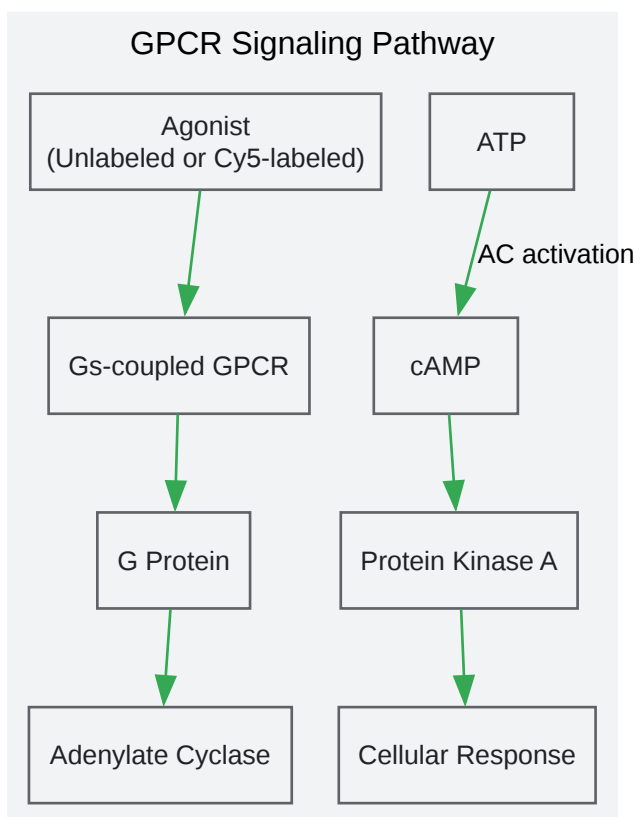 GPCR Signaling Pathway
Agonist
(Unlabeled or Cy5-labeled)
ATP
AC activation
Gs-coupled GPCR
cAMP
G Protein
Protein Kinase A
Adenylate Cyclase
Cellular Response